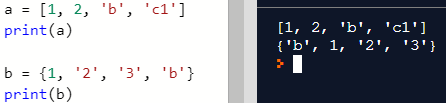 a = [1, 2, 'b', 'c1']
print(a)
b = {1, '2', '3', 'b'}
print(b)
[1, 2, 'b', 'c1']
{'b', 1, '2', '3'}
>